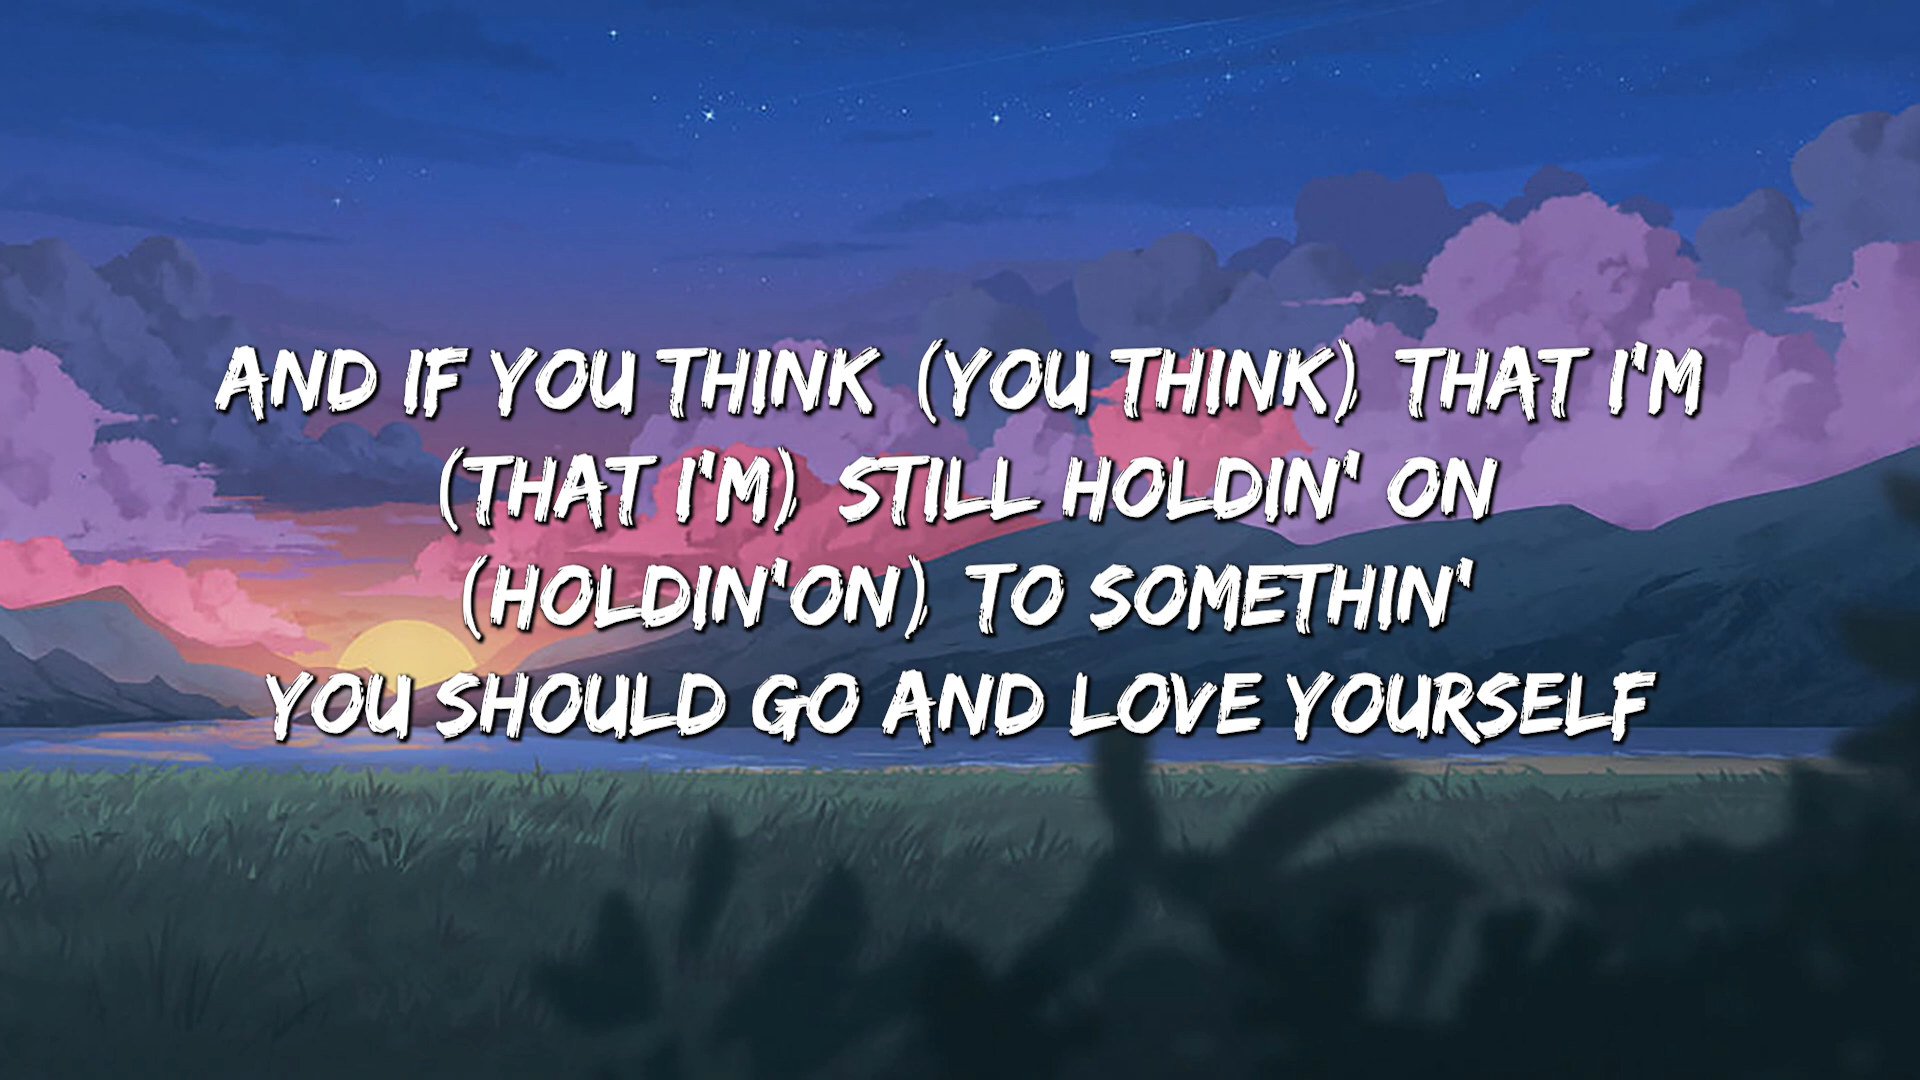 AND IF YOU THINK (YOU THINK) THAT I'M
(THAT I'M) STILL HOLDIN' ON
(HOLDIN'ON) TO SOMETHIN'
YOU SHOULD GO AND LOVE YOURSELF